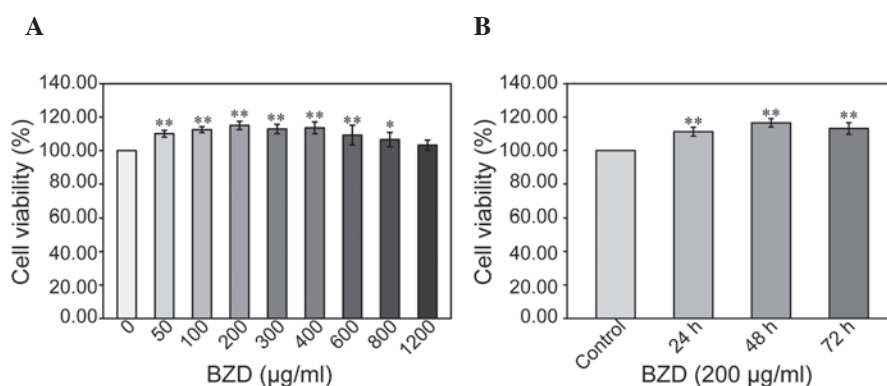 A
Cell viability (%)
140.00
120.00
100.00
80.00
60.00
40.00
20.00
0.00
** ** ** ** ** ** *
0 50 100 200 300 400 600 800 1200
BZD (µg/ml)
B
Cell viability (%)
140.00
120.00
100.00
80.00
60.00
40.00
20.00
0.00
** ** **
Control 24 h 48 h 72 h
BZD (200 µg/ml)